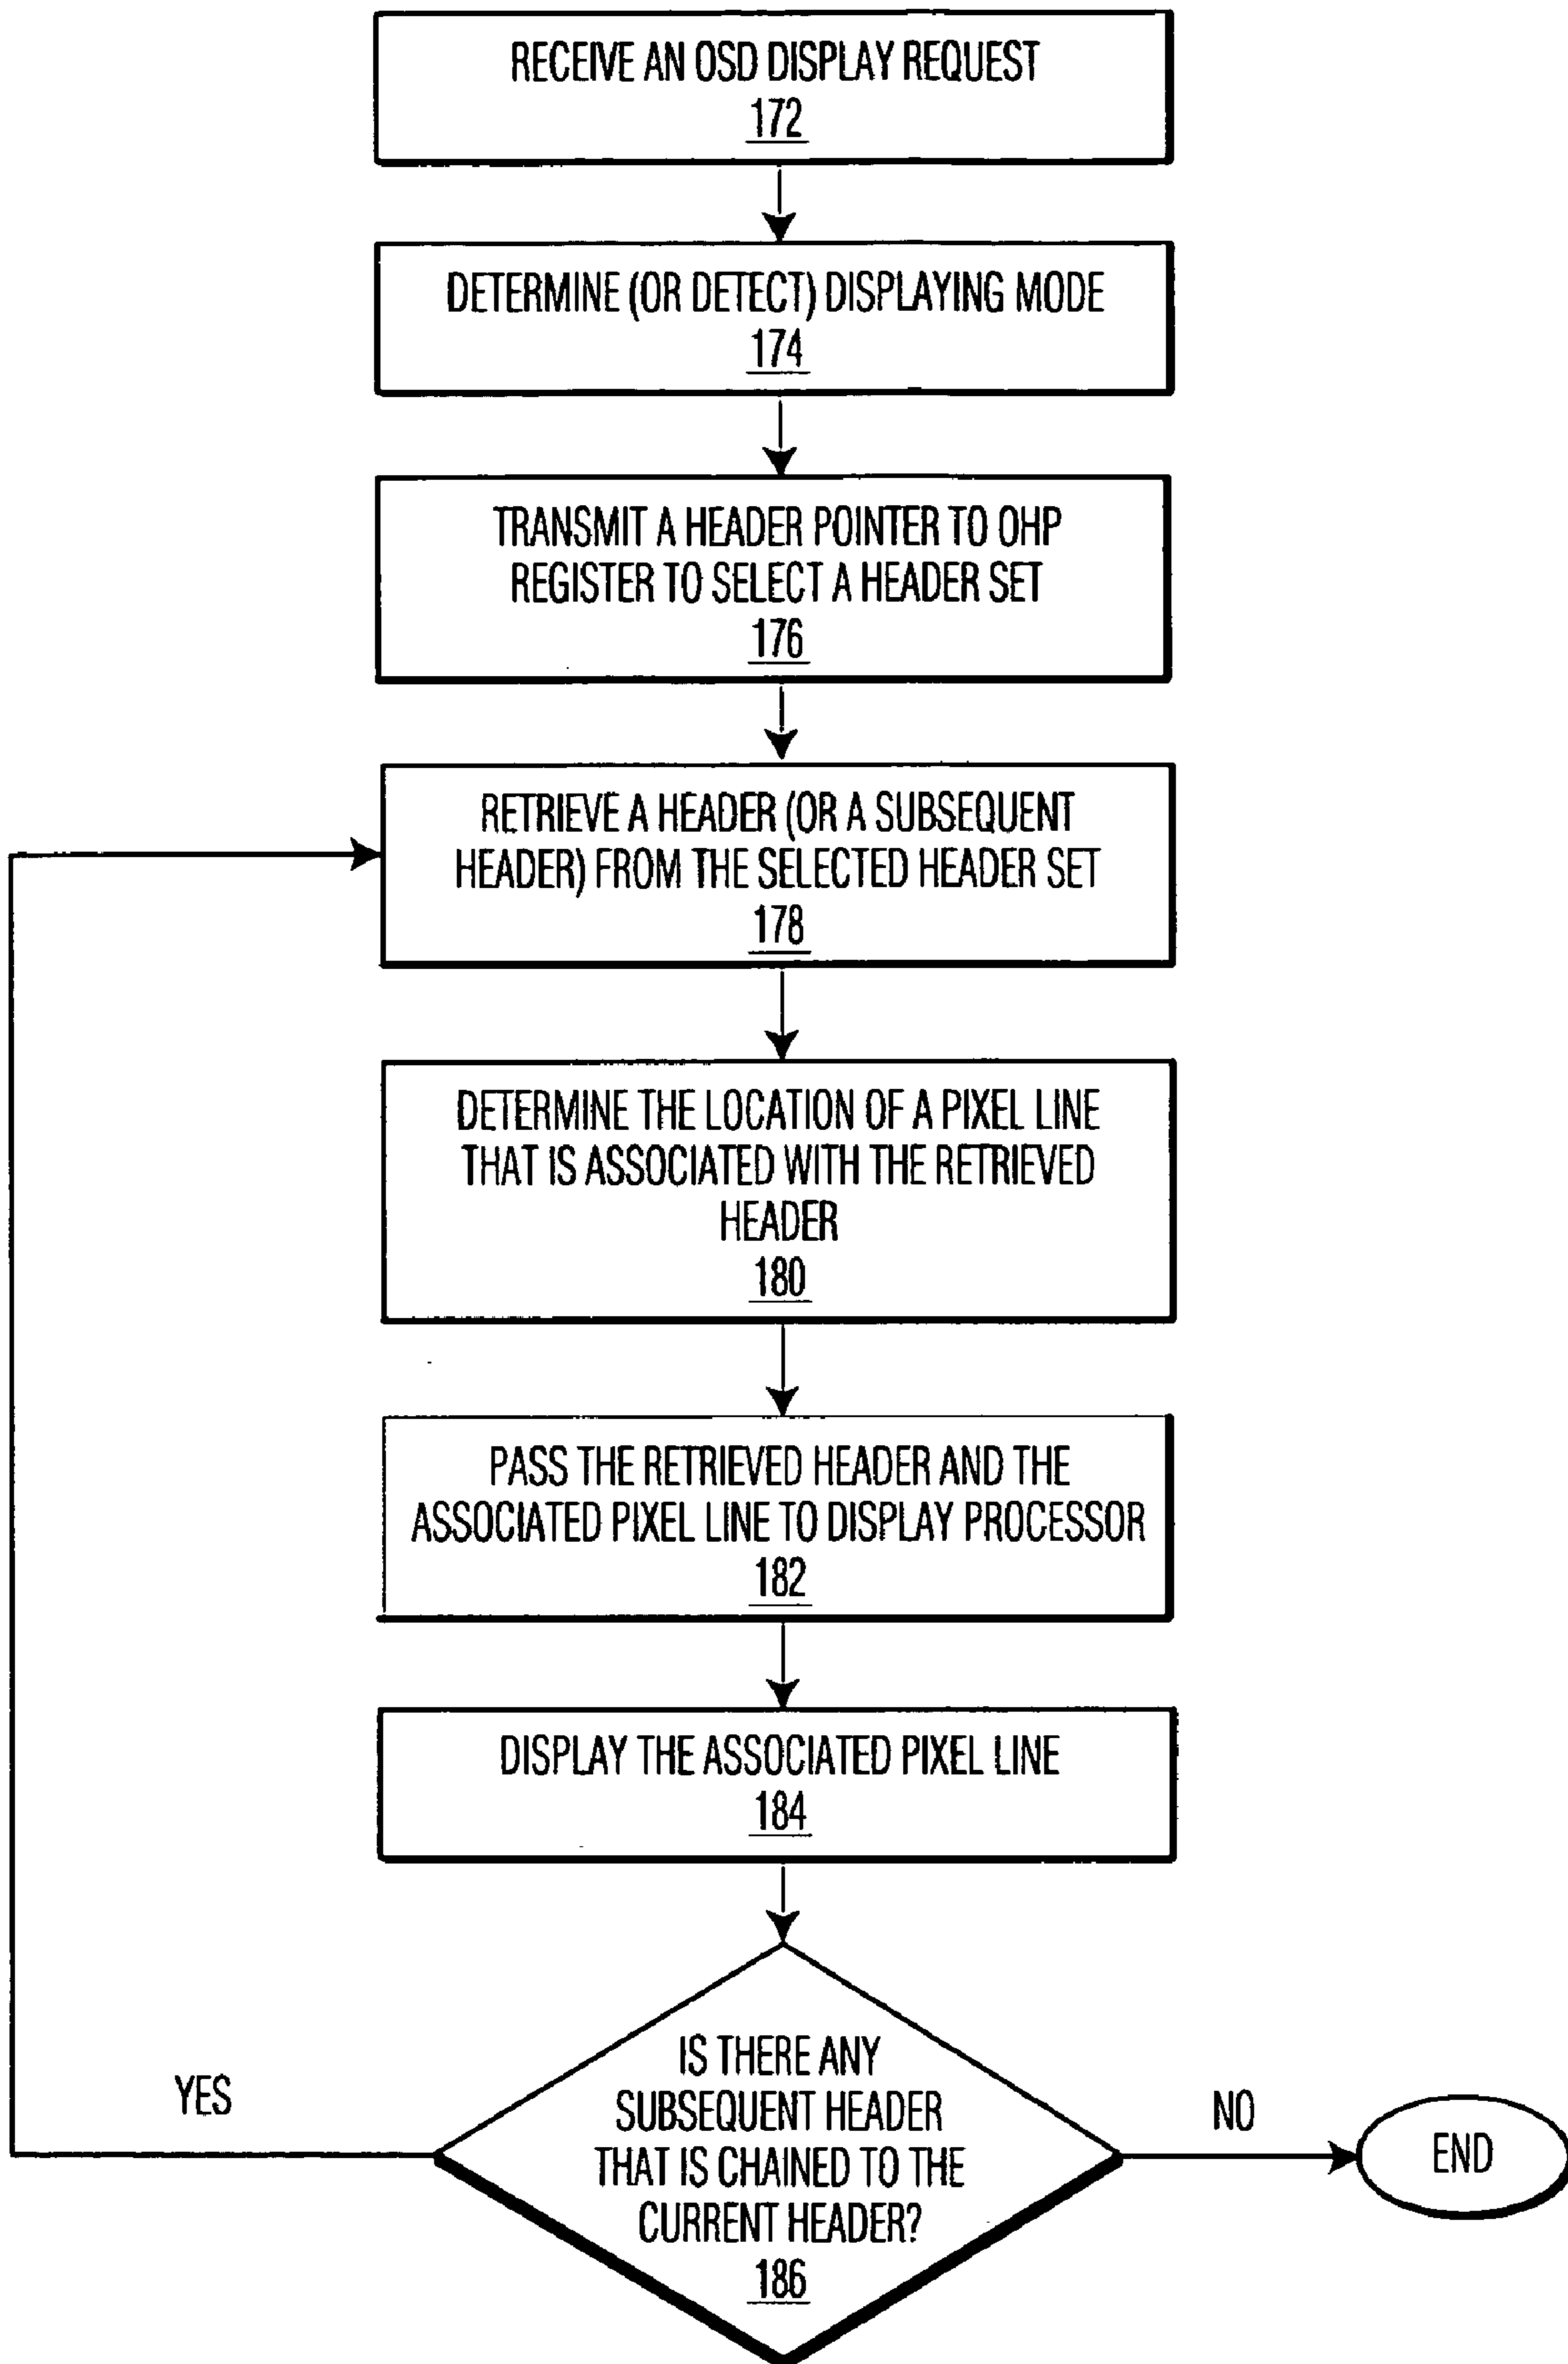 RECEIVE AN OSD DISPLAY REQUEST
172
DETERMINE (OR DETECT) DISPLAYING MODE
174
TRANSMIT A HEADER POINTER TO OHP
REGISTER TO SELECT A HEADER SET
176
RETRIEVE A HEADER (OR A SUBSEQUENT
HEADER) FROM THE SELECTED HEADER SET
178
DETERMINE THE LOCATION OF A PIXEL LINE
THAT IS ASSOCIATED WITH THE RETRIEVED
HEADER
180
PASS THE RETRIEVED HEADER AND THE
ASSOCIATED PIXEL LINE TO DISPLAY PROCESSOR
182
DISPLAY THE ASSOCIATED PIXEL LINE
184
IS THERE ANY
SUBSEQUENT HEADER
THAT IS CHAINED TO THE
CURRENT HEADER?
186
YES
NO
END